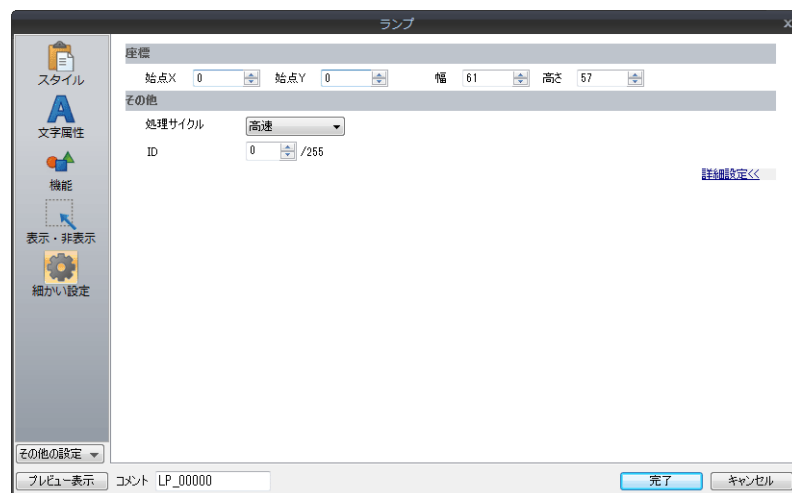 ランプ
スタイル
文字属性
機能
表示・非表示
細かい設定
その他の設定
座標
始点X 0 始点Y 0 幅 61 高さ 57
その他
処理サイクル 高速
ID 0 /255
詳細設定<<
プレビュー表示 コメント LP_00000 完了 キャンセル